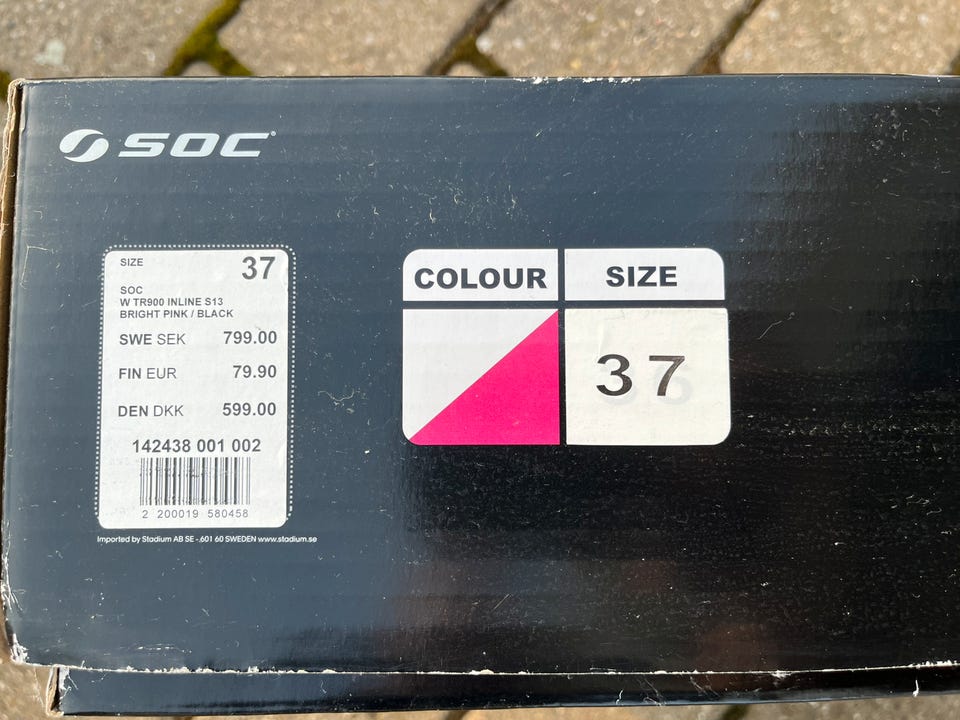 SOC
SIZE 37
SOC
W TR900 INLINE S13
BRIGHT PINK / BLACK
SWE SEK 799.00
FIN EUR 79.90
DEN DKK 599.00
142438 001 002
2 200019 580458
Imported by Stadium AB SE - 601 60 SWEDEN www.stadium.se
COLOUR SIZE
37